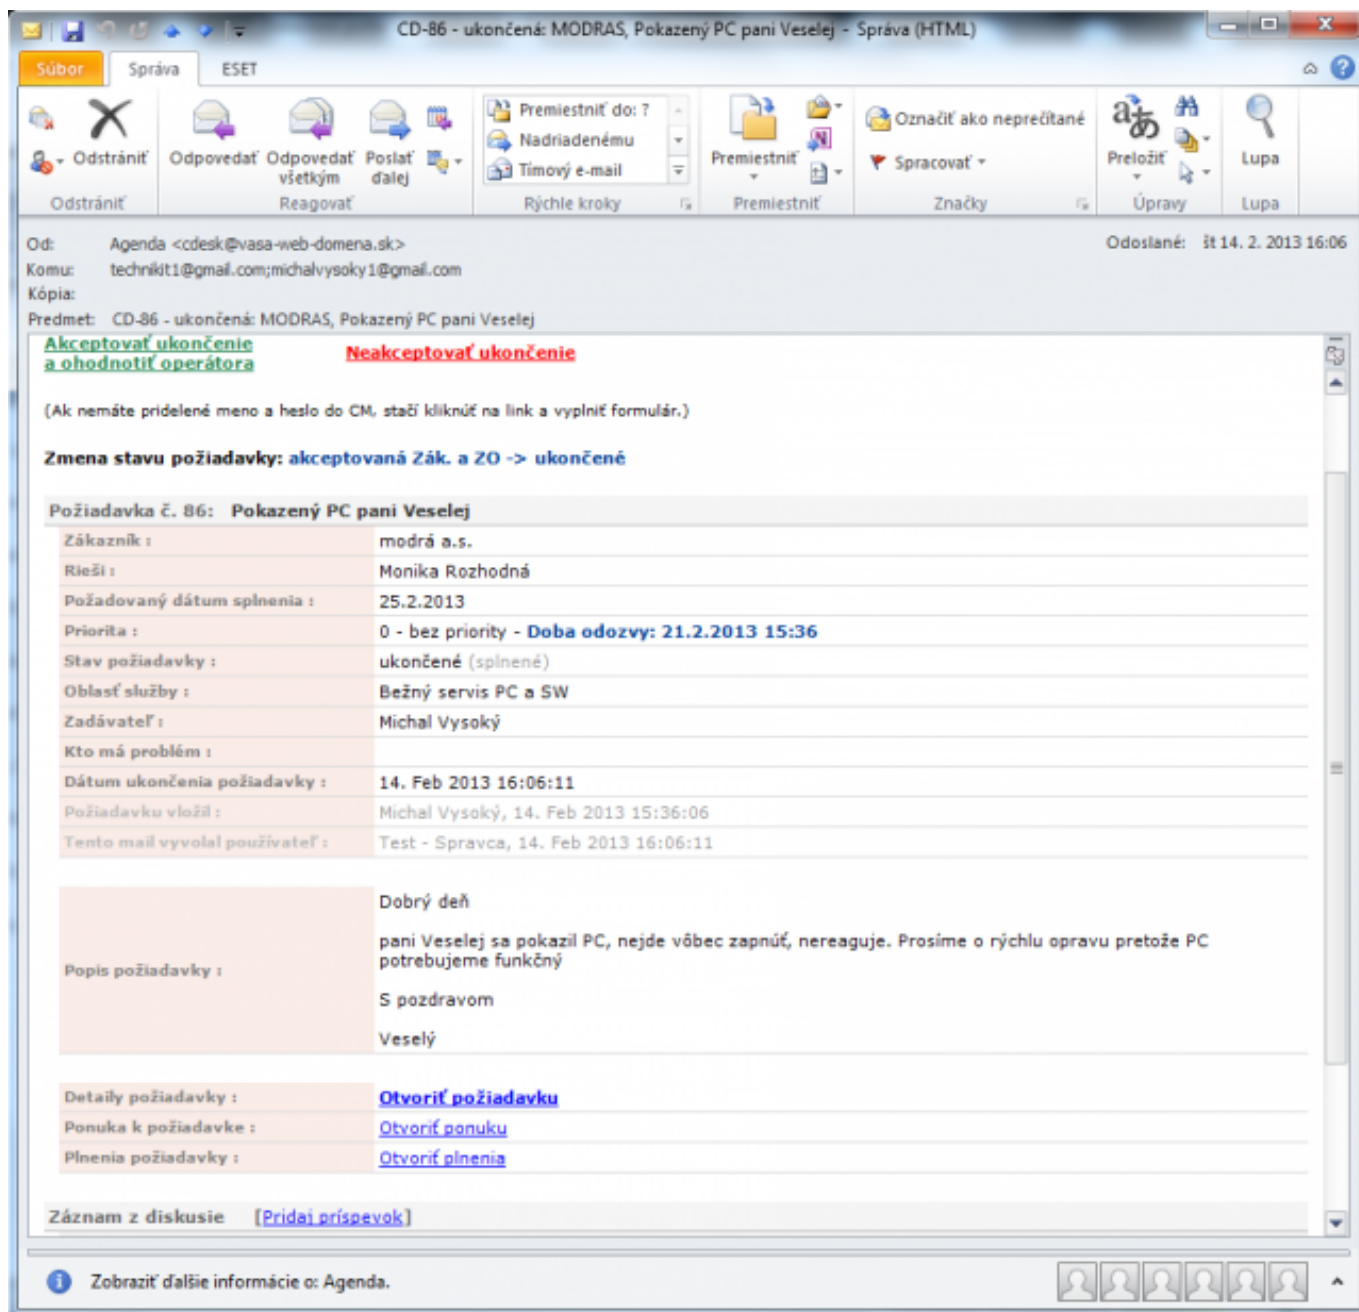 CD-86 - ukončená: MODRAS, Pokazený PC pani Veselej - Správa (HTML)
Súbor Správa ESET
Odstrániť
Odpovedať Odpovedať všetkým Poslať ďalej
Premiestniť do: ?
Nadriadenému
Tímový e-mail
Premiestniť
Označiť ako neprečítané
Spracovať
Preložiť
Lupa
Odstrániť Reagovať Rýchle kroky Premiestniť Značky Úpravy Lupa
Od: Agenda <cdesk@vasa-web-domena.sk> Odoslané: št 14. 2. 2013 16:06
Komu: technikit1@gmail.com;michalvysoky1@gmail.com
Kópia:
Predmet: CD-86 - ukončená: MODRAS, Pokazený PC pani Veselej
Akceptovať ukončenie
a ohodnotiť operátora
Neakceptovať ukončenie
(Ak nemáte pridelené meno a heslo do CM, stačí kliknúť na link a vyplniť formulár.)
Zmena stavu požiadavky: akceptovaná Zák. a ZO -> ukončené
Požiadavka č. 86: Pokazený PC pani Veselej
Zákazník : modrá a.s.
Rieši : Monika Rozhodná
Požadovaný dátum splnenia : 25.2.2013
Priorita : 0 - bez priority - Doba odozvy: 21.2.2013 15:36
Stav požiadavky : ukončené (splnené)
Oblasť služby : Bežný servis PC a SW
Zadávateľ : Michal Vysoký
Kto má problém :
Dátum ukončenia požiadavky : 14. Feb 2013 16:06:11
Požiadavku vložil : Michal Vysoký, 14. Feb 2013 15:36:06
Tento mail vyvolal používateľ : Test - Spravca, 14. Feb 2013 16:06:11
Popis požiadavky :
Dobrý deň
pani Veselej sa pokazil PC, nejde vôbec zapnúť, nereaguje. Prosíme o rýchlu opravu pretože PC
potrebujeme funkčný
S pozdravom
Veselý
Detaily požiadavky : Otvoriť požiadavku
Ponuka k požiadavke : Otvoriť ponuku
Plnenia požiadavky : Otvoriť plnenia
Záznam z diskusie [Pridaj príspevok]
Zobraziť ďalšie informácie o: Agenda.